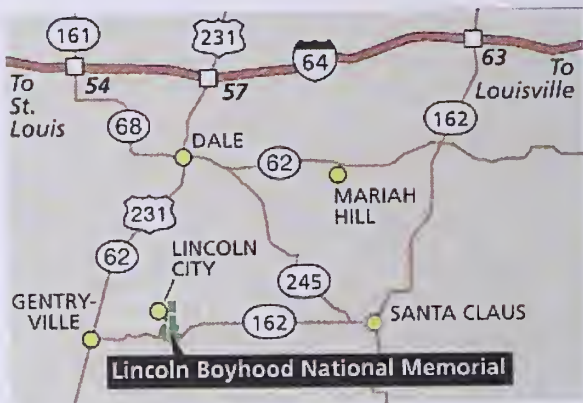 161
231
63
54
57
64
To
St.
Louis
To
Louisville
68
DALE
62
162
MARIAH
HILL
231
62
LINCOLN
CITY
245
GENTRY-
VILLE
162
SANTA CLAUS
Lincoln Boyhood National Memorial